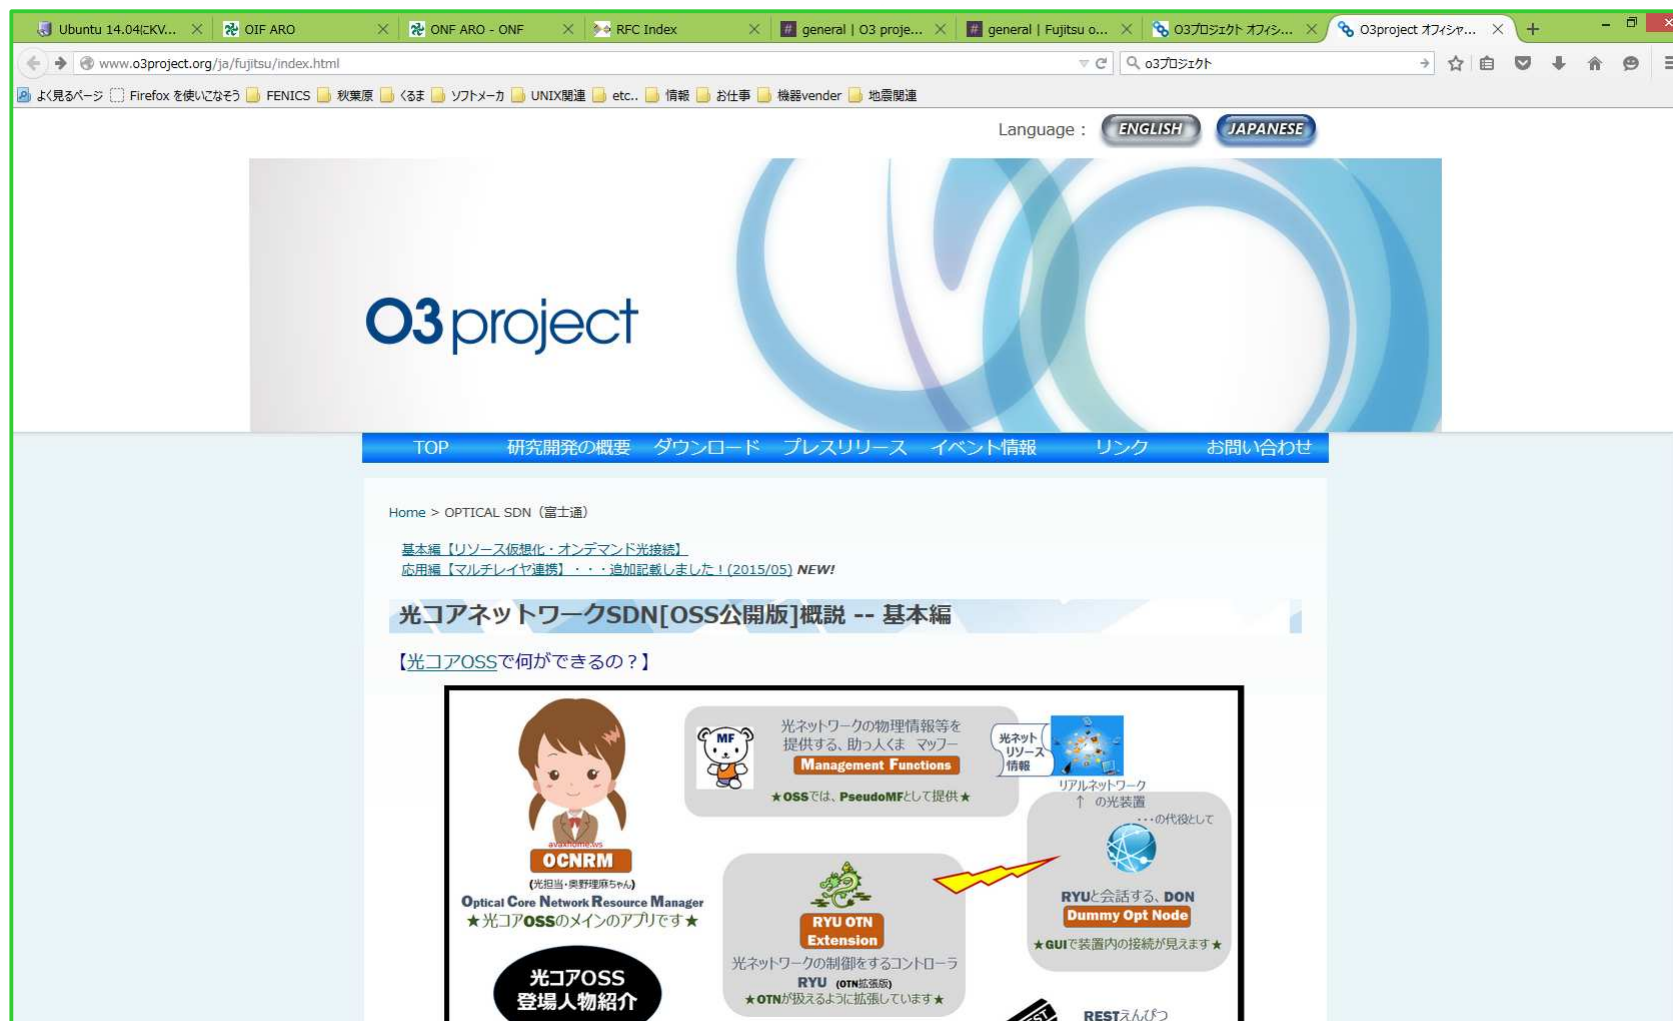 Ubuntu 14.04にKV... OIF ARO ONF ARO - ONF RFC Index general | O3 proje... general | Fujitsu o... O3プロジェクト オフィシ... O3project オフィシャ...
www.o3project.org/ja/fujitsu/index.html o3プロジェクト
よく見るページ Firefox を使いこなそう FENICS 秋葉原 くるま ソフトメーカ UNIX関連 etc.. 情報 お仕事 機器vender 地震関連
Language : ENGLISH JAPANESE
O3 project
TOP 研究開発の概要 ダウンロード プレスリリース イベント情報 リンク お問い合わせ
Home > OPTICAL SDN（富士通）
基本編【リソース仮想化・オンデマンド光接続】
応用編【マルチレイヤ連携】・・・追加記載しました！(2015/05) NEW!
光コアネットワークSDN[OSS公開版]概説 -- 基本編
【光コアOSSで何ができるの？】
avaxhome.ws
OCNRM
(光担当・奥野理麻ちゃん)
Optical Core Network Resource Manager
★光コアOSSのメインのアプリです★
光コアOSS
登場人物紹介
MF
光ネットワークの物理情報等を
提供する、助っ人くま マッフー
Management Functions
★OSSでは、PseudoMFとして提供★
光ネット
リソース
情報
リアルネットワーク
↑ の光装置
・・・の代役として
RYUと会話する、DON
Dummy Opt Node
★GUIで装置内の接続が見えます★
RYU OTN
Extension
光ネットワークの制御をするコントローラ
RYU (OTN拡張版)
★OTNが扱えるように拡張しています★
REST
RESTえんぴつ